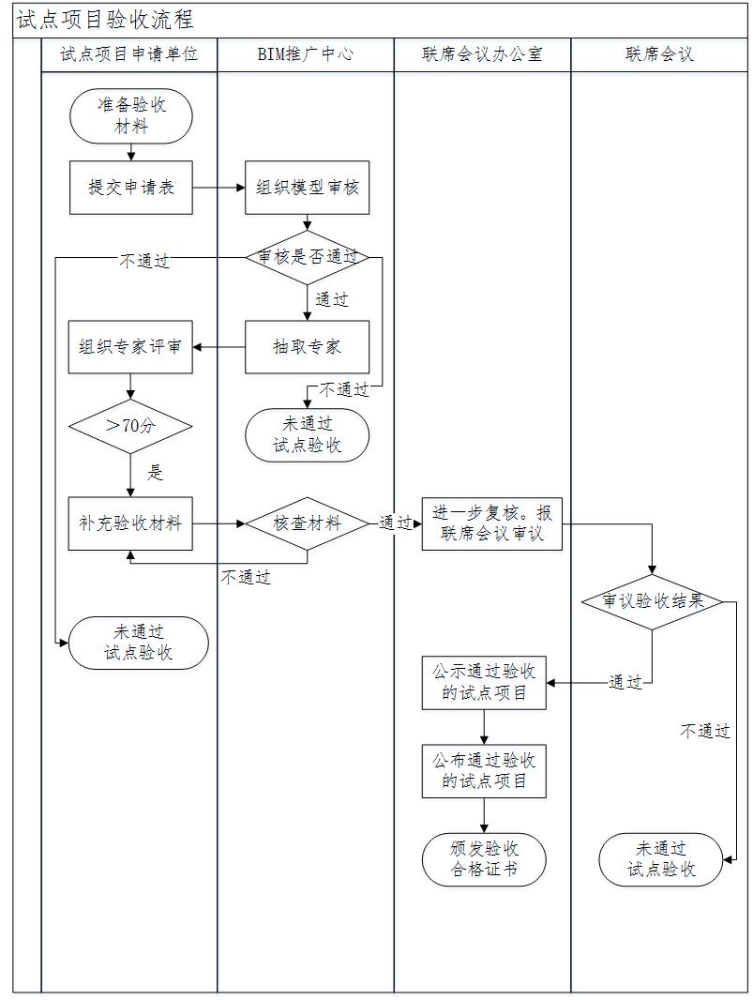 试点项目验收流程
试点项目申请单位
BIM推广中心
联席会议办公室
联席会议
准备验收
材料
提交申请表
组织模型审核
审核是否通过
不通过
通过
组织专家评审
抽取专家
不通过
未通过
试点验收
＞70分
是
补充验收材料
核查材料
通过
进一步复核。报
联席会议审议
不通过
审议验收结果
未通过
试点验收
公示通过验收
的试点项目
通过
不通过
公布通过验收
的试点项目
颁发验收
合格证书
未通过
试点验收